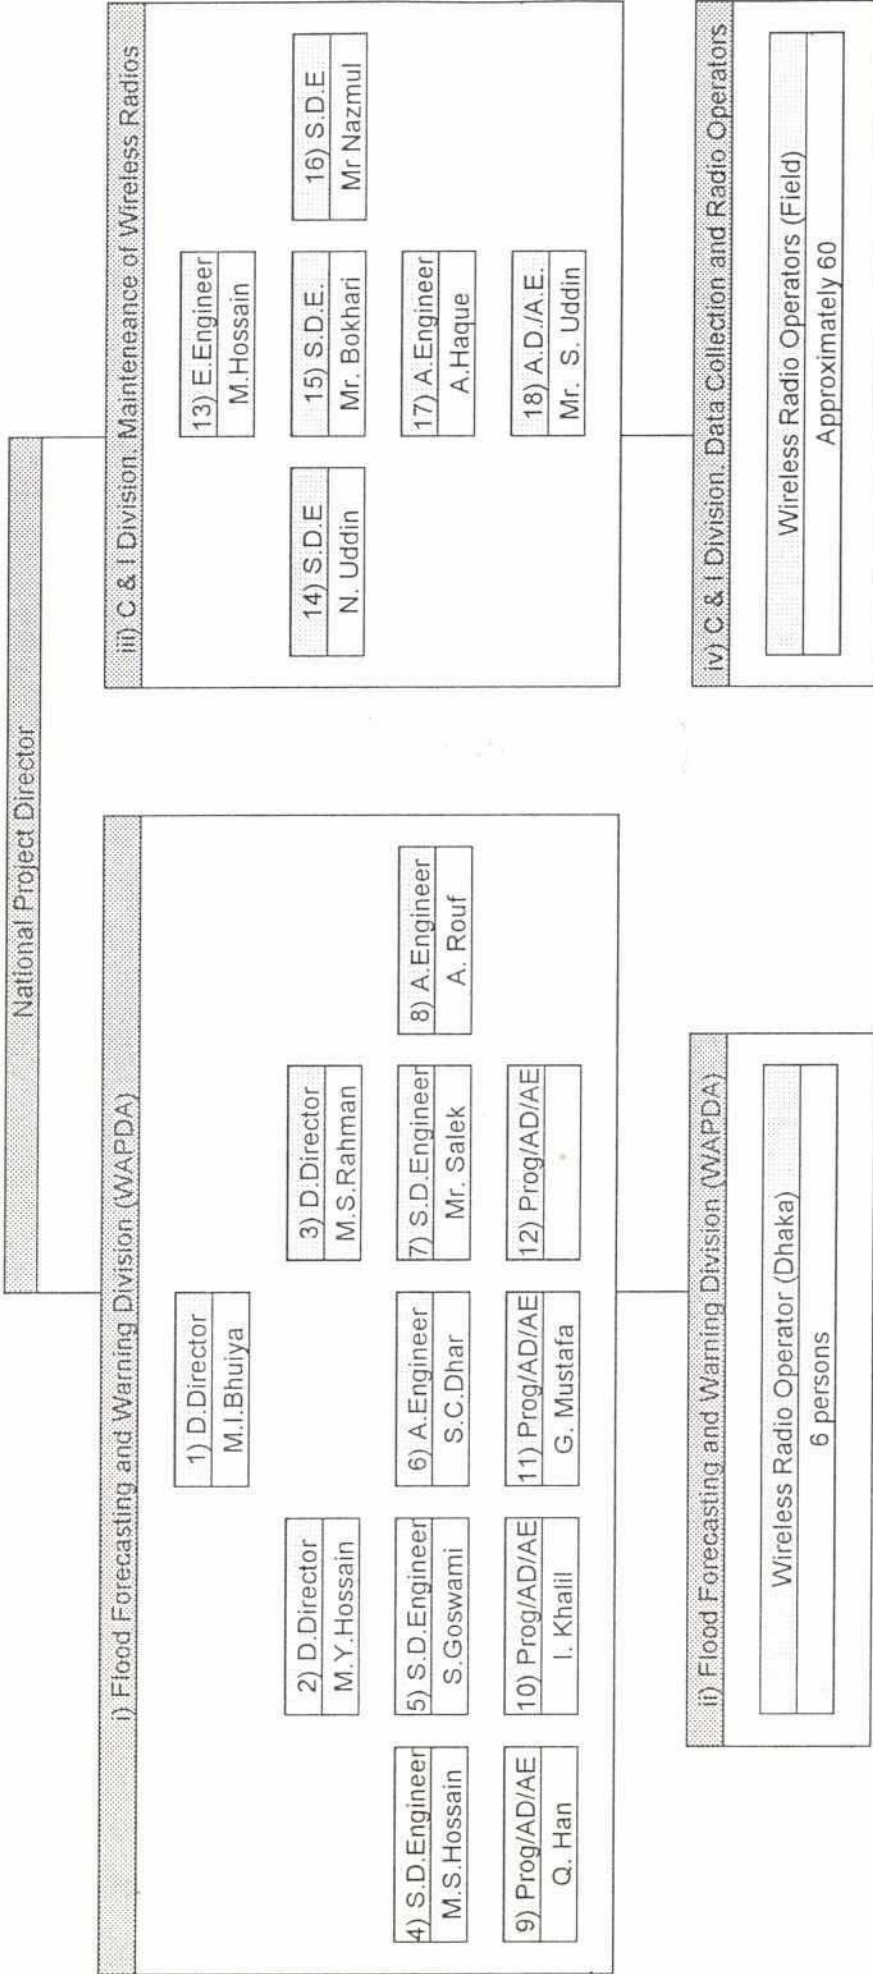 National Project Director
i) Flood Forecasting and Warning Division (WAPDA)
1) D.Director
M.I.Bhuiya
2) D.Director
M.Y.Hossain
3) D.Director
M.S.Rahman
4) S.D.Engineer
M.S.Hossain
5) S.D.Engineer
S.Goswami
6) A.Engineer
S.C.Dhar
7) S.D.Engineer
Mr. Salek
8) A.Engineer
A. Rouf
9) Prog/AD/AE
Q. Han
10) Prog/AD/AE
I. Khalil
11) Prog/AD/AE
G. Mustafa
12) Prog/AD/AE
ii) Flood Forecasting and Warning Division (WAPDA)
Wireless Radio Operator (Dhaka)
6 persons
iii) C & I Division. Mainteneance of Wireless Radios
13) E.Engineer
M.Hossain
14) S.D.E
N. Uddin
15) S.D.E.
Mr. Bokhari
16) S.D.E
Mr Nazmul
17) A.Engineer
A.Haque
18) A.D./A.E.
Mr. S. Uddin
iv) C & I Division. Data Collection and Radio Operators
Wireless Radio Operators (Field)
Approximately 60